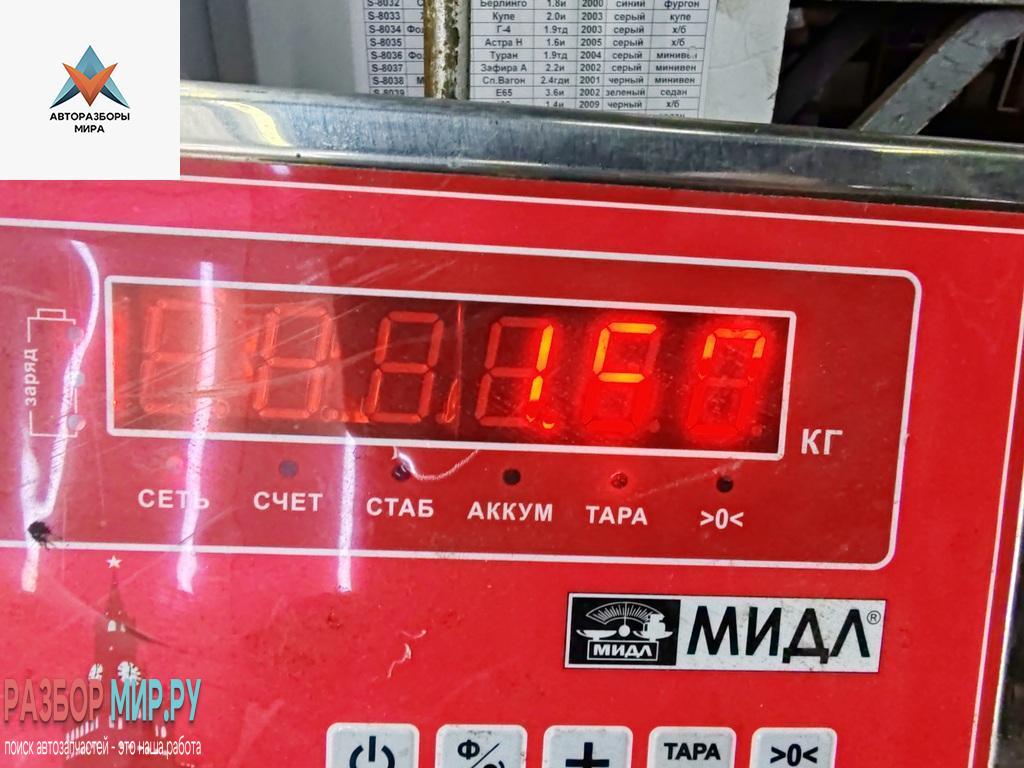 S-8032 Берлинго 1.8и 2000 синий фургон
S-8033 Купе 2.0и 2003 серый купе
S-8034 Г-4 1.9тд 2003 серый х/б
S-8035 Астра Н 1.6и 2005 серый х/б
S-8036 Туран 1.9тд 2004 серый минивен
S-8037 Зафира А 2.2и 2002 серый минивен
S-8038 Сп.Вагон 2.4гди 2001 черный минивен
S-8039 Е65 3.6и 2002 зеленый седан
1.4и 2009 черный х/б
АВТОРАЗБОРЫ
МИРА
заряд
КГ
СЕТЬ СЧЕТ СТАБ АККУМ ТАРА >0<
МИДЛ МИДЛ®
РАЗБОР МИР.РУ
поиск автозапчастей - это наша работа
Ф/ + ТАРА >0<